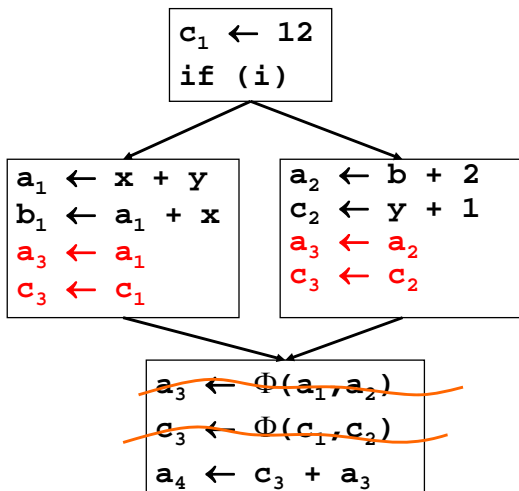 c₁ ← 12
if (i)
a₁ ← x + y
b₁ ← a₁ + x
a₃ ← a₁
c₃ ← c₁
a₂ ← b + 2
c₂ ← y + 1
a₃ ← a₂
c₃ ← c₂
a₃ ← Φ(a₁,a₂)
c₃ ← Φ(c₁,c₂)
a₄ ← c₃ + a₃